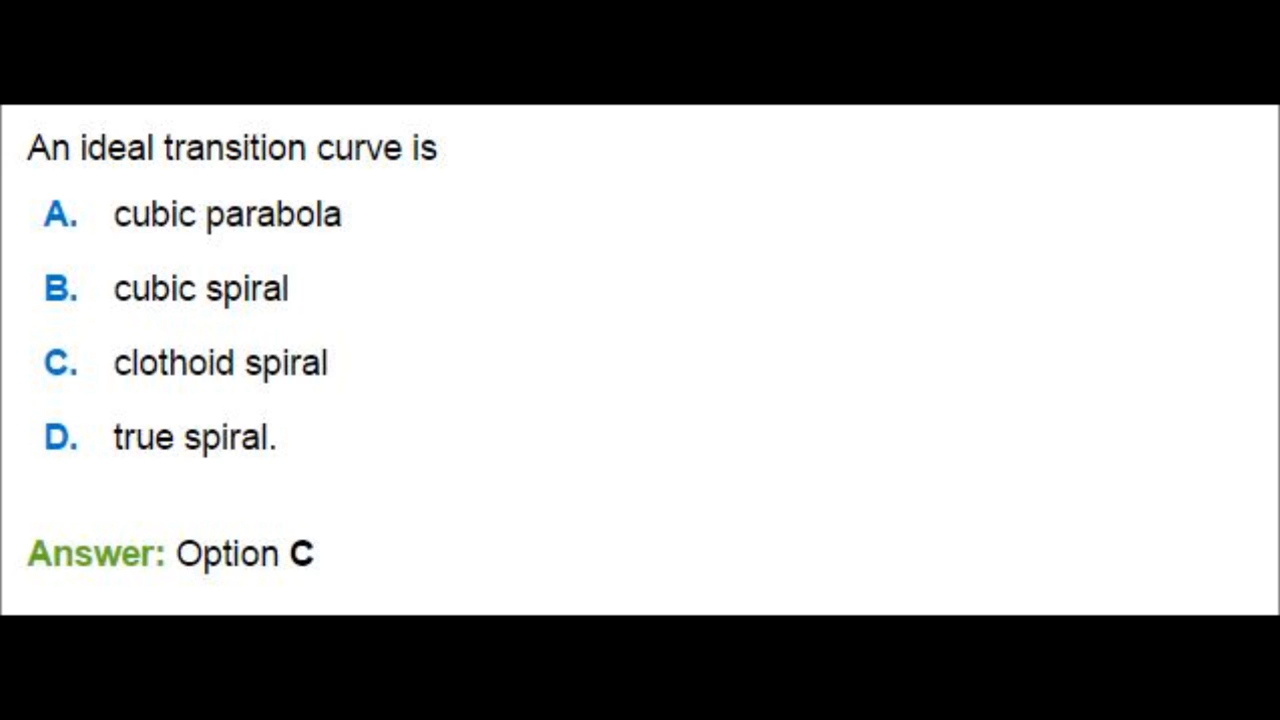 An ideal transition curve is
A. cubic parabola
B. cubic spiral
C. clothoid spiral
D. true spiral.
Answer: Option C